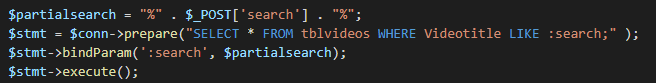 $partialsearch = "%" . $_POST['search'] . "%";
$stmt = $conn->prepare("SELECT * FROM tblvideos WHERE Videotitle LIKE :search;" );
$stmt->bindParam(':search', $partialsearch);
$stmt->execute();